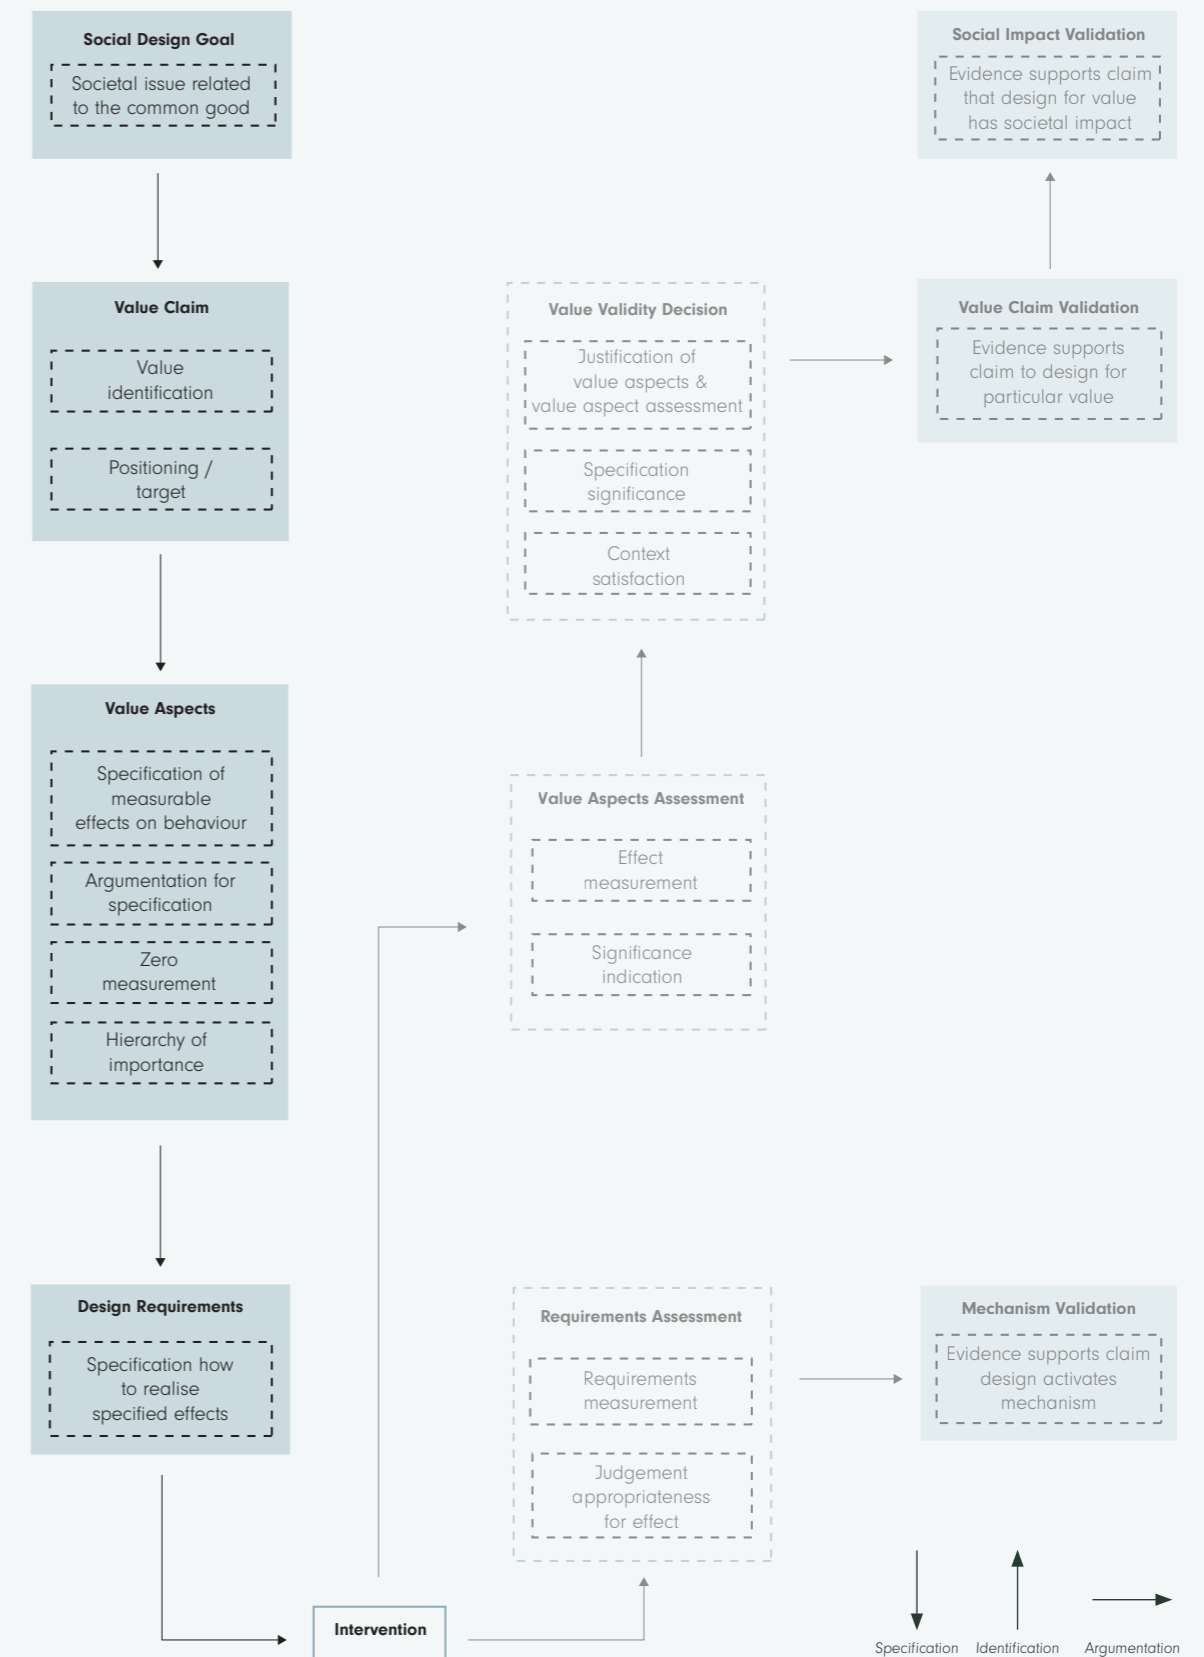 Social Design Goal
Societal issue related
to the common good
Value Claim
Value
identification
Positioning /
target
Value Aspects
Specification of
measurable
effects on behaviour
Argumentation for
specification
Zero
measurement
Hierarchy of
importance
Design Requirements
Specification how
to realise
specified effects
Intervention
Value Validity Decision
Justification of
value aspects &
value aspect assessment
Specification
significance
Context
satisfaction
Value Aspects Assessment
Effect
measurement
Significance
indication
Requirements Assessment
Requirements
measurement
Judgement
appropriateness
for effect
Social Impact Validation
Evidence supports claim
that design for value
has societal impact
Value Claim Validation
Evidence supports
claim to design for
particular value
Mechanism Validation
Evidence supports claim
design activates
mechanism
Specification
Identification
Argumentation